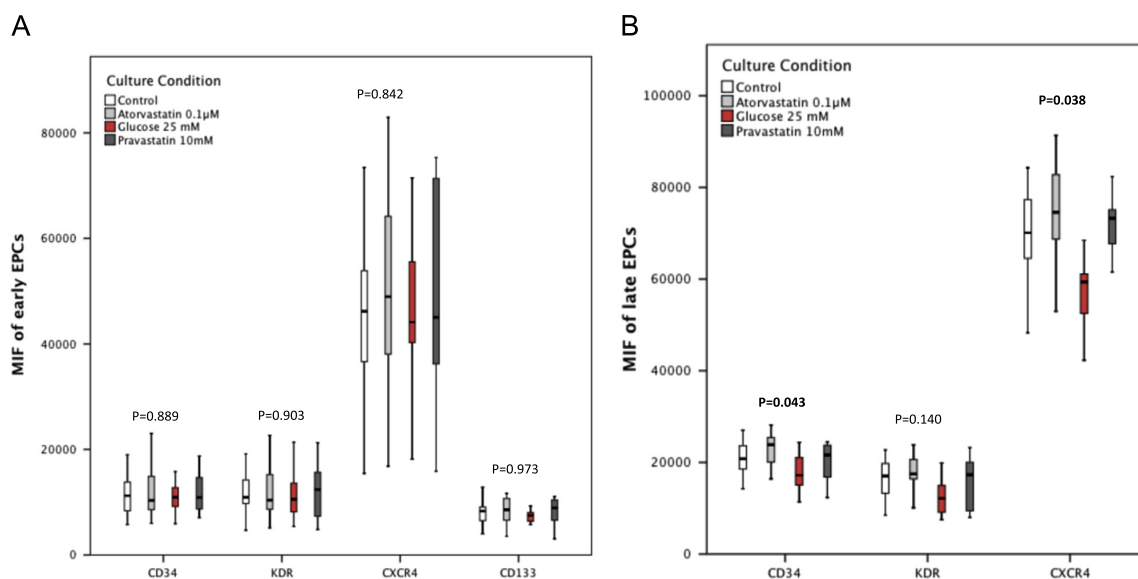 A
Culture Condition
Control
Atorvastatin 0.1µM
Glucose 25 mM
Pravastatin 10mM
MIF of early EPCs
80000
60000
40000
20000
0
P=0.889
P=0.903
P=0.842
P=0.973
CD34
KDR
CXCR4
CD133
B
Culture Condition
Control
Atorvastatin 0.1µM
Glucose 25 mM
Pravastatin 10mM
MIF of late EPCs
100000
80000
60000
40000
20000
0
P=0.043
P=0.140
P=0.038
CD34
KDR
CXCR4